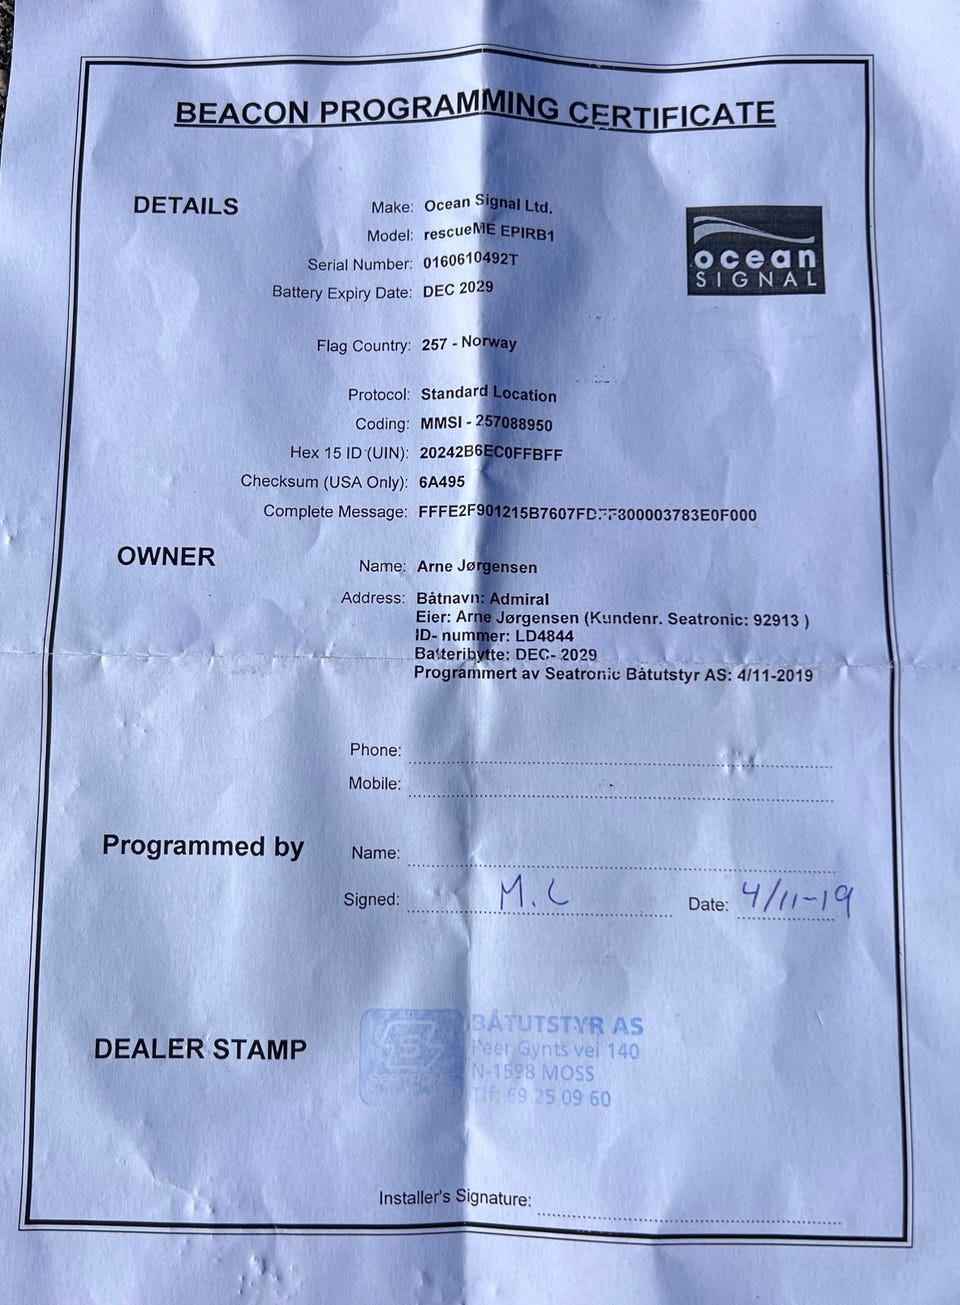 BEACON PROGRAMMING CERTIFICATE
DETAILS
Make: Ocean Signal Ltd.
Model: rescueME EPIRB1
Serial Number: 0160610492T
Battery Expiry Date: DEC 2029
ocean
SIGNAL
Flag Country: 257 - Norway
Protocol: Standard Location
Coding: MMSI - 257088950
Hex 15 ID (UIN): 20242B6EC0FFBFF
Checksum (USA Only): 6A495
Complete Message: FFFE2F901215B7607FDFF800003783E0F000
OWNER
Name: Arne Jørgensen
Address: Båtnavn: Admiral
Eier: Arne Jørgensen (Kundenr. Seatronic: 92913 )
ID- nummer: LD4844
Batteribytte: DEC- 2029
Programmert av Seatronic Båtutstyr AS: 4/11-2019
Phone:
Mobile:
Programmed by
Name:
Signed: M. L
Date: 4/11-19
DEALER STAMP
BÅTUTSTYR AS
Peer Gynts vei 140
N-1598 MOSS
Tlf: 69 25 09 60
Installer's Signature: